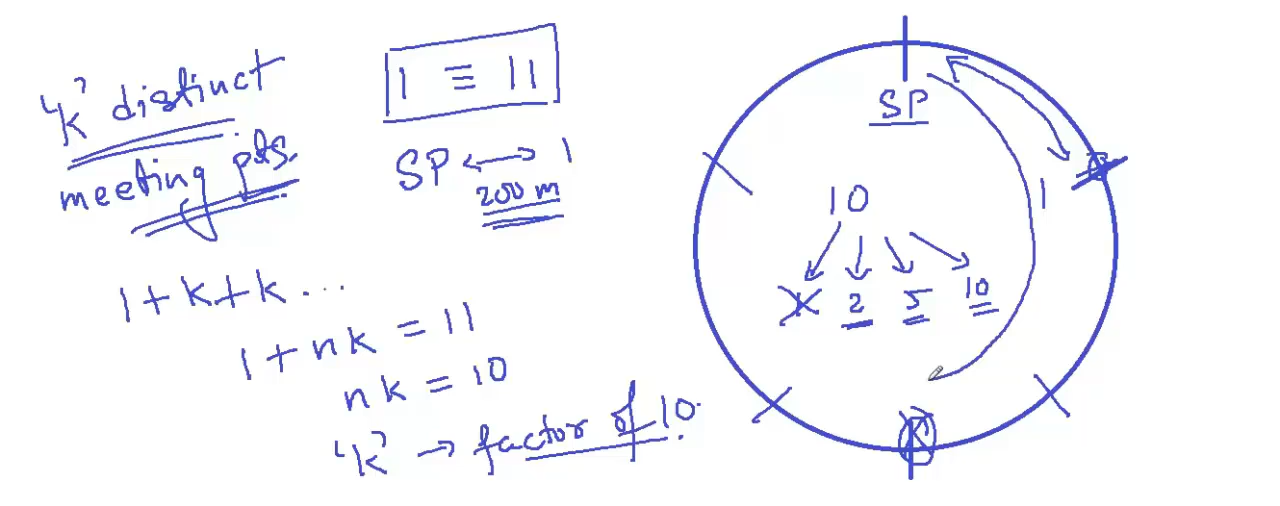 'k' distinct
meeting pts.
1 ≡ 11
SP ↔ 1
200 m
1 + k + k ...
1 + nk = 11
nk = 10
'k' → factor of 10.
SP
1
10
1 2 5 10